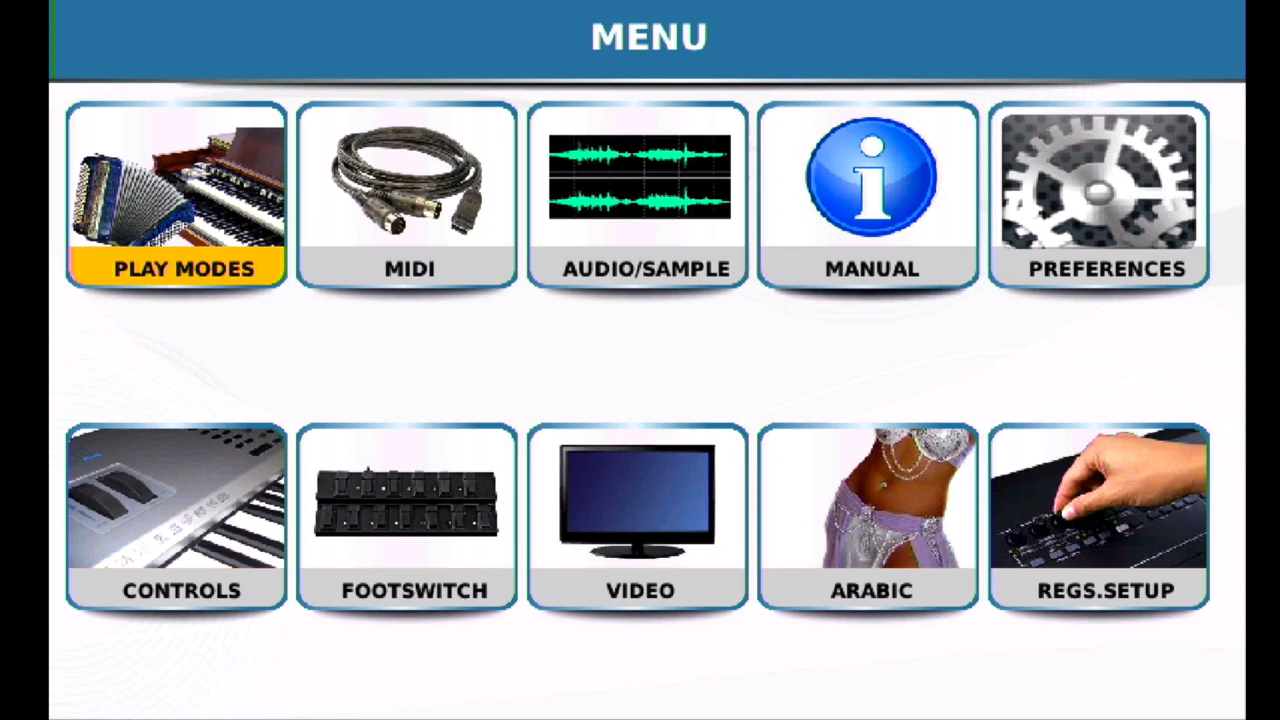 MENU
PLAY MODES
MIDI
AUDIO/SAMPLE
MANUAL
PREFERENCES
CONTROLS
FOOTSWITCH
VIDEO
ARABIC
REGS.SETUP